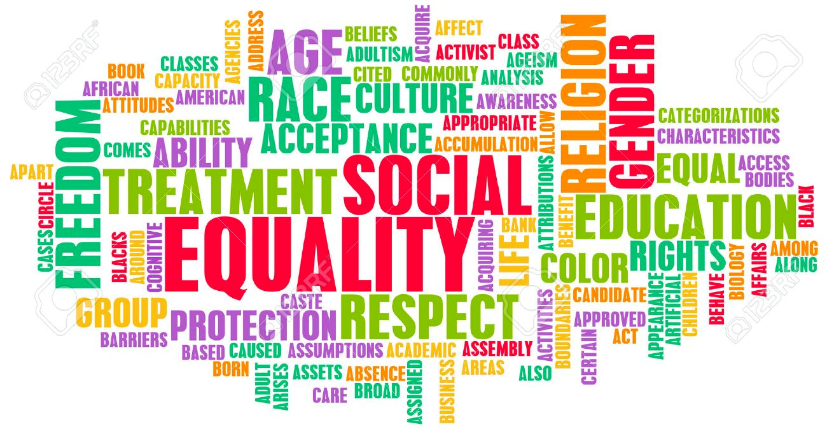 BELIEFS
ACQUIRE
AFFECT
RELIGION
GENDER
AGENCIES
ADDRESS
AGE
ADULTISM
ACTIVIST
CLASS
AGEISM
CLASSES
BOOK
CAPACITY
CITED
COMMONLY
ANALYSIS
AFRICAN
AMERICAN
RACE
CULTURE
AWARENESS
ATTITUDES
APPROPRIATE
ALLOW
CATEGORIZATIONS
FREEDOM
CAPABILITIES
ACCEPTANCE
ACCUMULATION
CHARACTERISTICS
COMES
ABILITY
EQUAL
ACCESS
BODIES
APART
CIRCLE
CASES
TREATMENT
SOCIAL
ATTRIBUTIONS
BENEFIT
EDUCATION
BLACK
EQUALITY
BLACKS
AROUND
COGNITIVE
ACQUIRING
LIFE
BANK
COLOR
RIGHTS
BIOLOGY
AFFAIRS
AMONG
ALONG
GROUP
CASTE
PROTECTION
RESPECT
ACTIVITIES
BOUNDARIES
CANDIDATE
APPEARANCE
ARTIFICIAL
CHILDREN
BEHAVE
BARRIERS
APPROVED
CERTAIN
ACT
BASED
CAUSED
ASSUMPTIONS
ACADEMIC
ASSEMBLY
BORN
ADULT
ARISES
ASSETS
ABSENCE
ASSIGNED
BUSINESS
AREAS
ALSO
CARE
BROAD
123RF
123RF
123RF
123RF